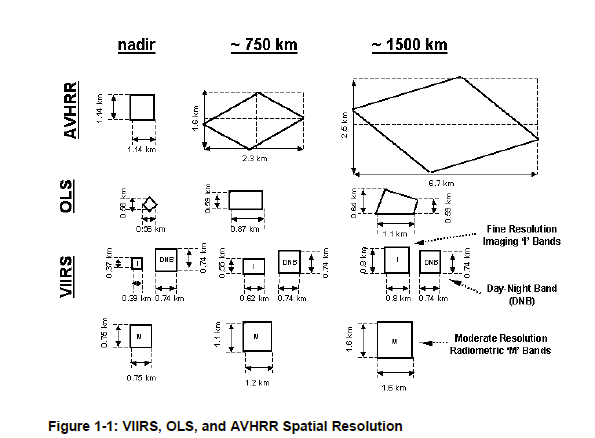 nadir
~ 750 km
~ 1500 km
AVHRR
1.14 km
1.14 km
1.6 km
2.3 km
2.5 km
6.7 km
OLS
0.56 km
0.56 km
0.59 km
0.87 km
0.64 km
0.59 km
1.1 km
Fine Resolution
Imaging 'I' Bands
VIIRS
0.37 km
I
0.39 km
DNB
0.74 km
0.74 km
0.55 km
I
0.62 km
DNB
0.74 km
0.74 km
0.8 km
I
0.8 km
DNB
0.74 km
0.74 km
Day-Night Band
(DNB)
0.75 km
M
0.75 km
1.1 km
M
1.2 km
1.6 km
M
1.6 km
Moderate Resolution
Radiometric 'M' Bands
Figure 1-1: VIIRS, OLS, and AVHRR Spatial Resolution